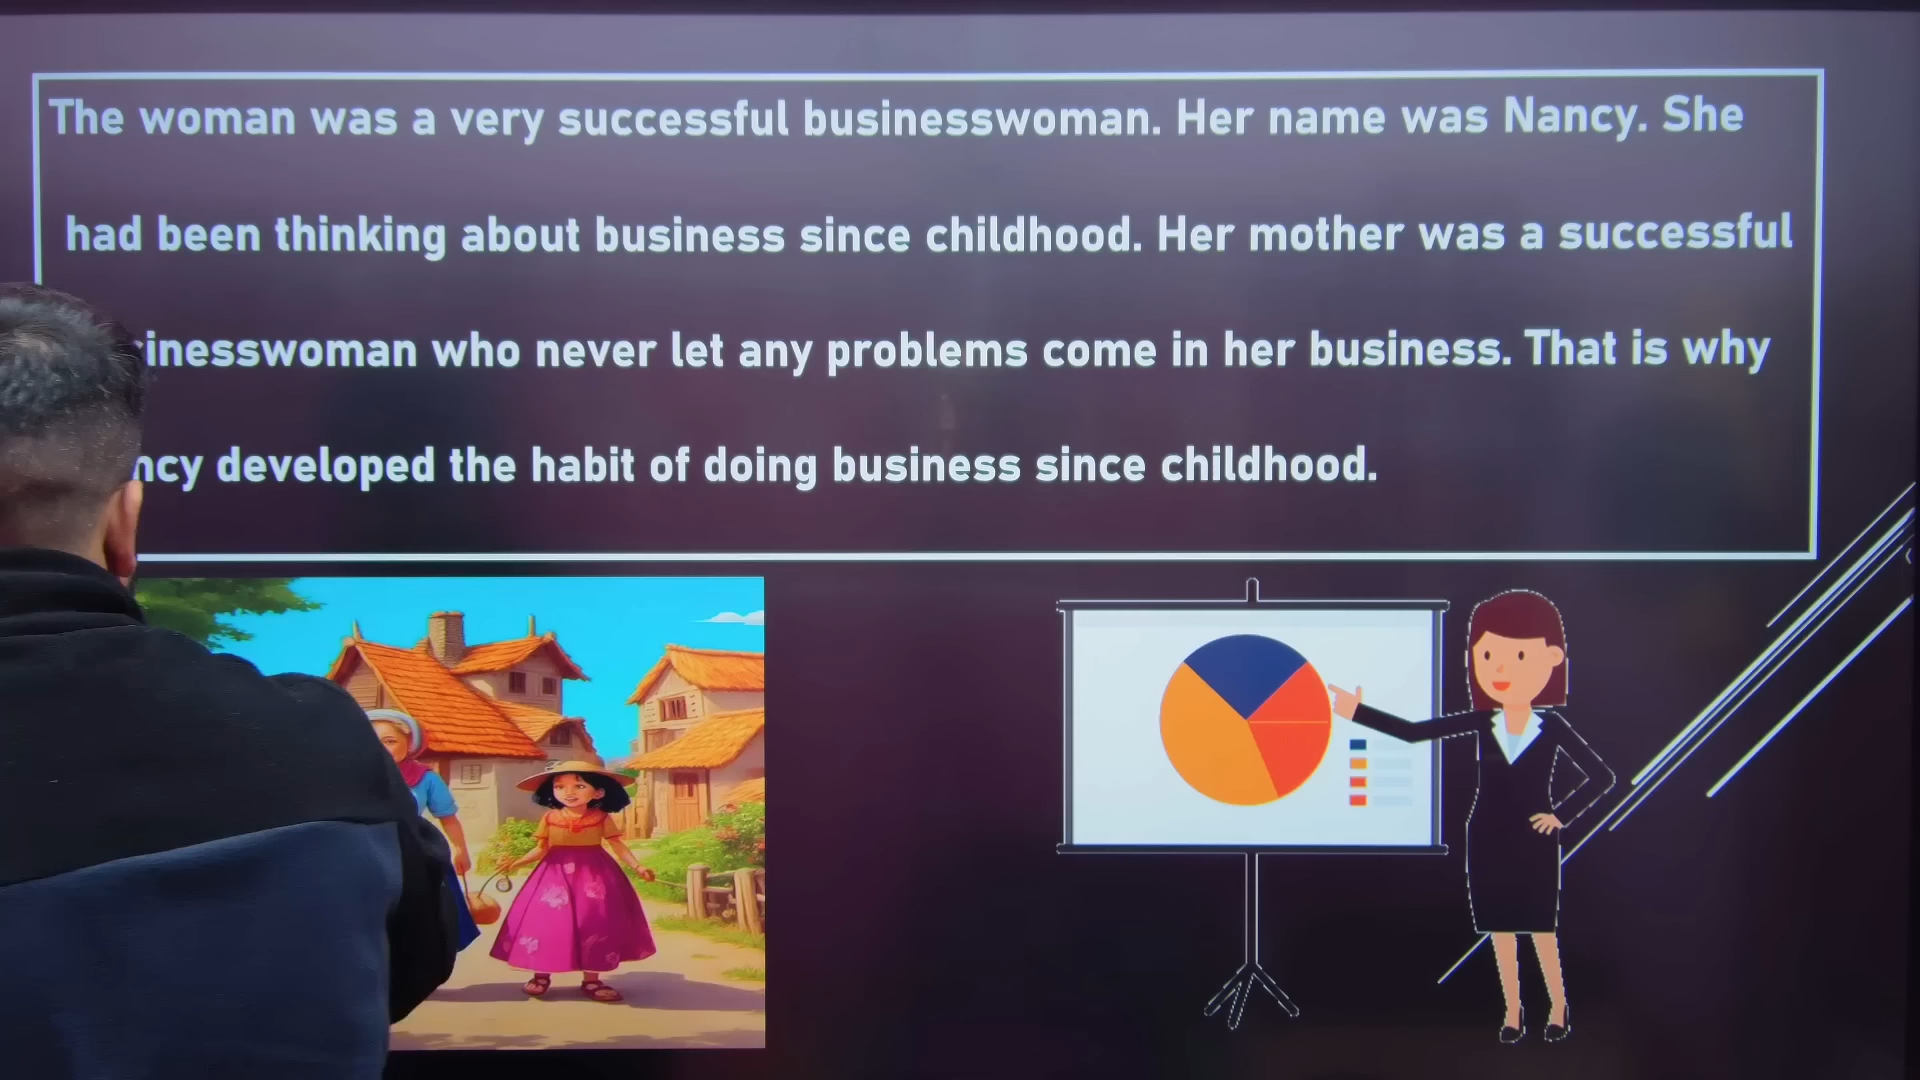 The woman was a very successful businesswoman. Her name was Nancy. She
had been thinking about business since childhood. Her mother was a successful
who never let any problems come in her business. That is why
developed the habit of doing business since childhood.